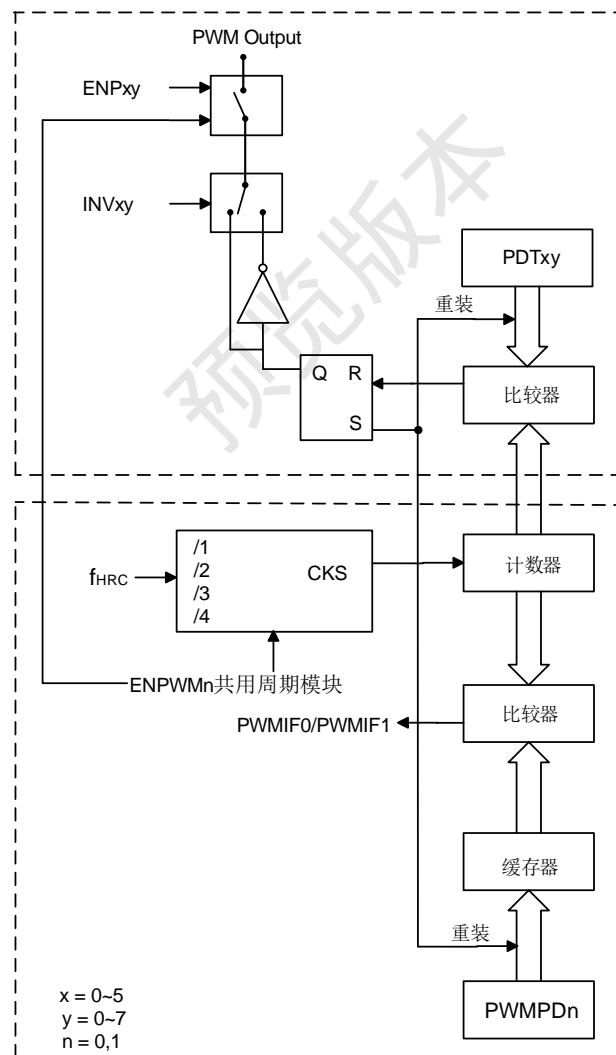 PWM Output
ENPxy
INVxy
PDTxy
重装
Q R
S
比较器
预览版本
/1
/2
/3
/4
CKS
fHRC
计数器
ENPWMn共用周期模块
比较器
PWMIF0/PWMIF1
缓存器
重装
PWMPDn
x = 0~5
y = 0~7
n = 0,1